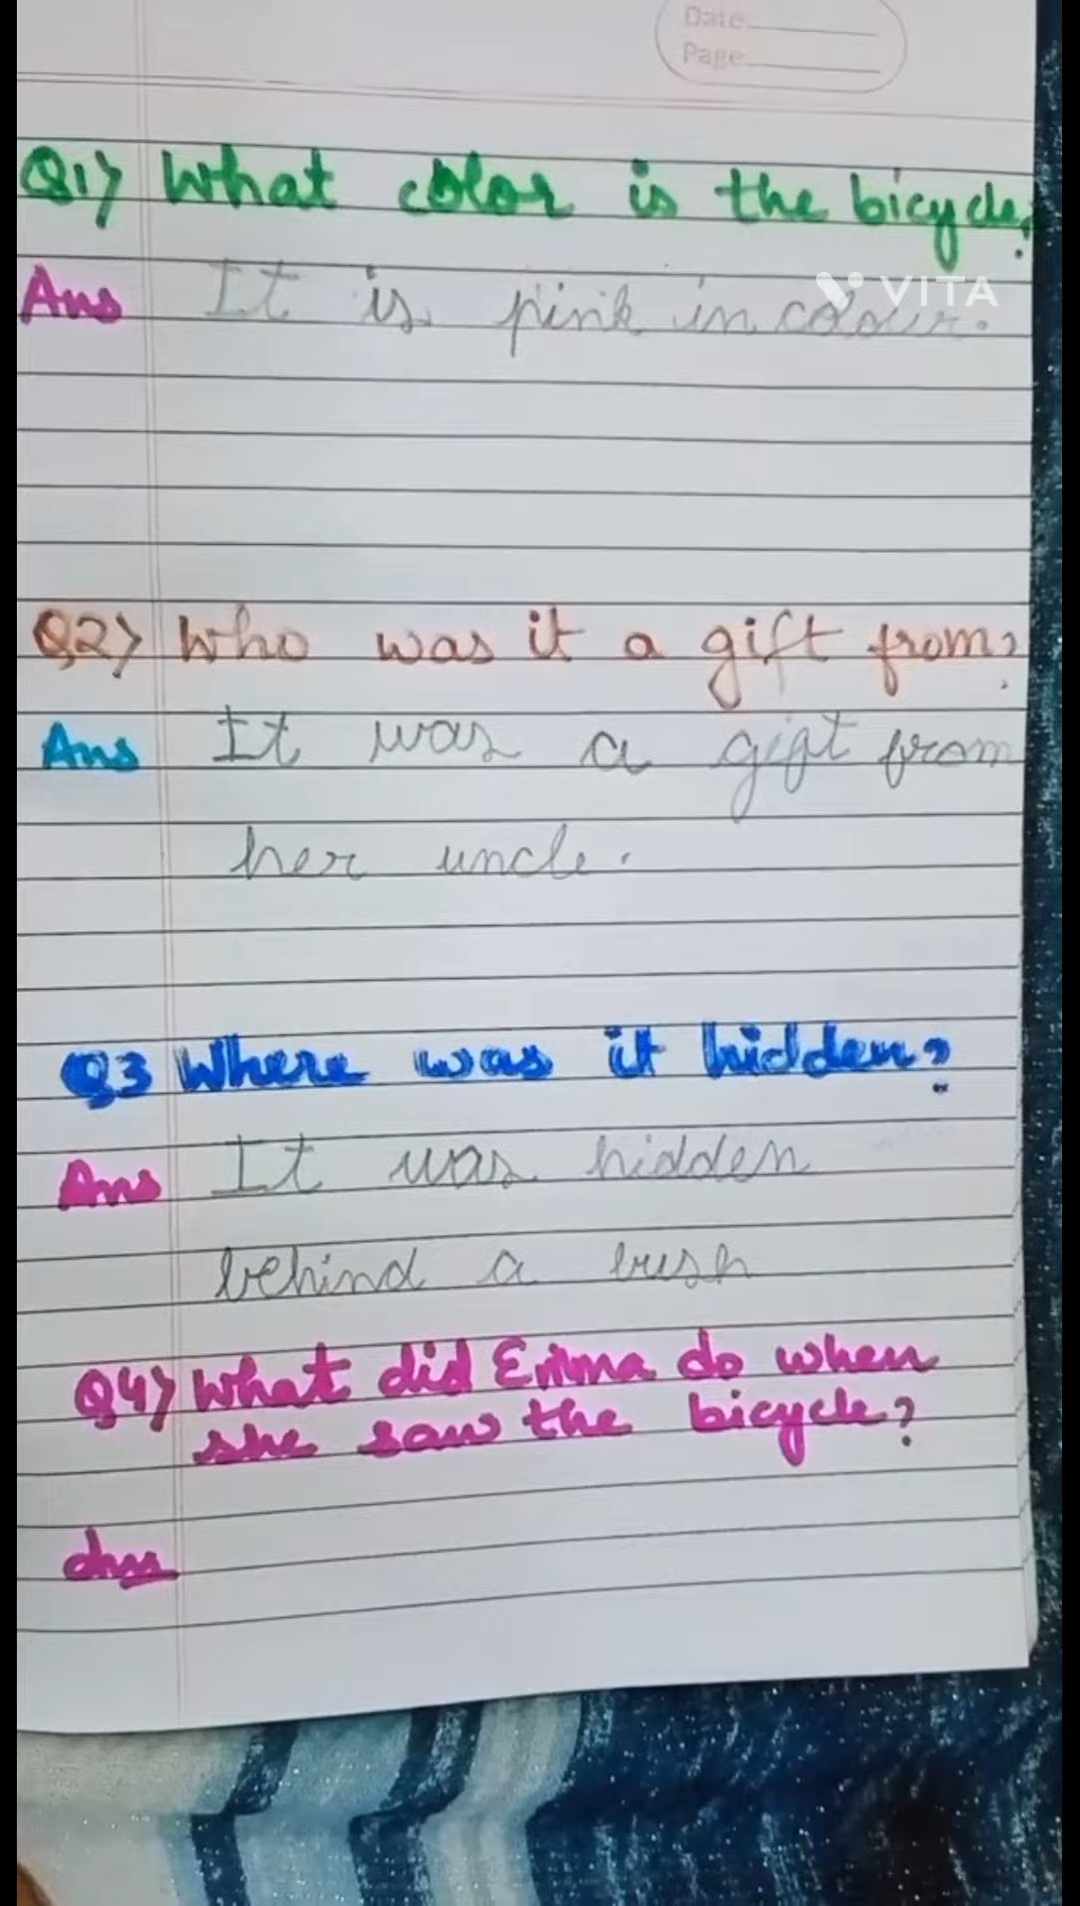 Date
Page
Q1) What color is the bicycle?
Ans It is pink in colour.
VITA
Q2) Who was it a gift from?
Ans It was a gift from
her uncle.
Q3 Where was it hidden?
Ans It was hidden
behind a bush
Q4) What did Emma do when
she saw the bicycle?
Ans